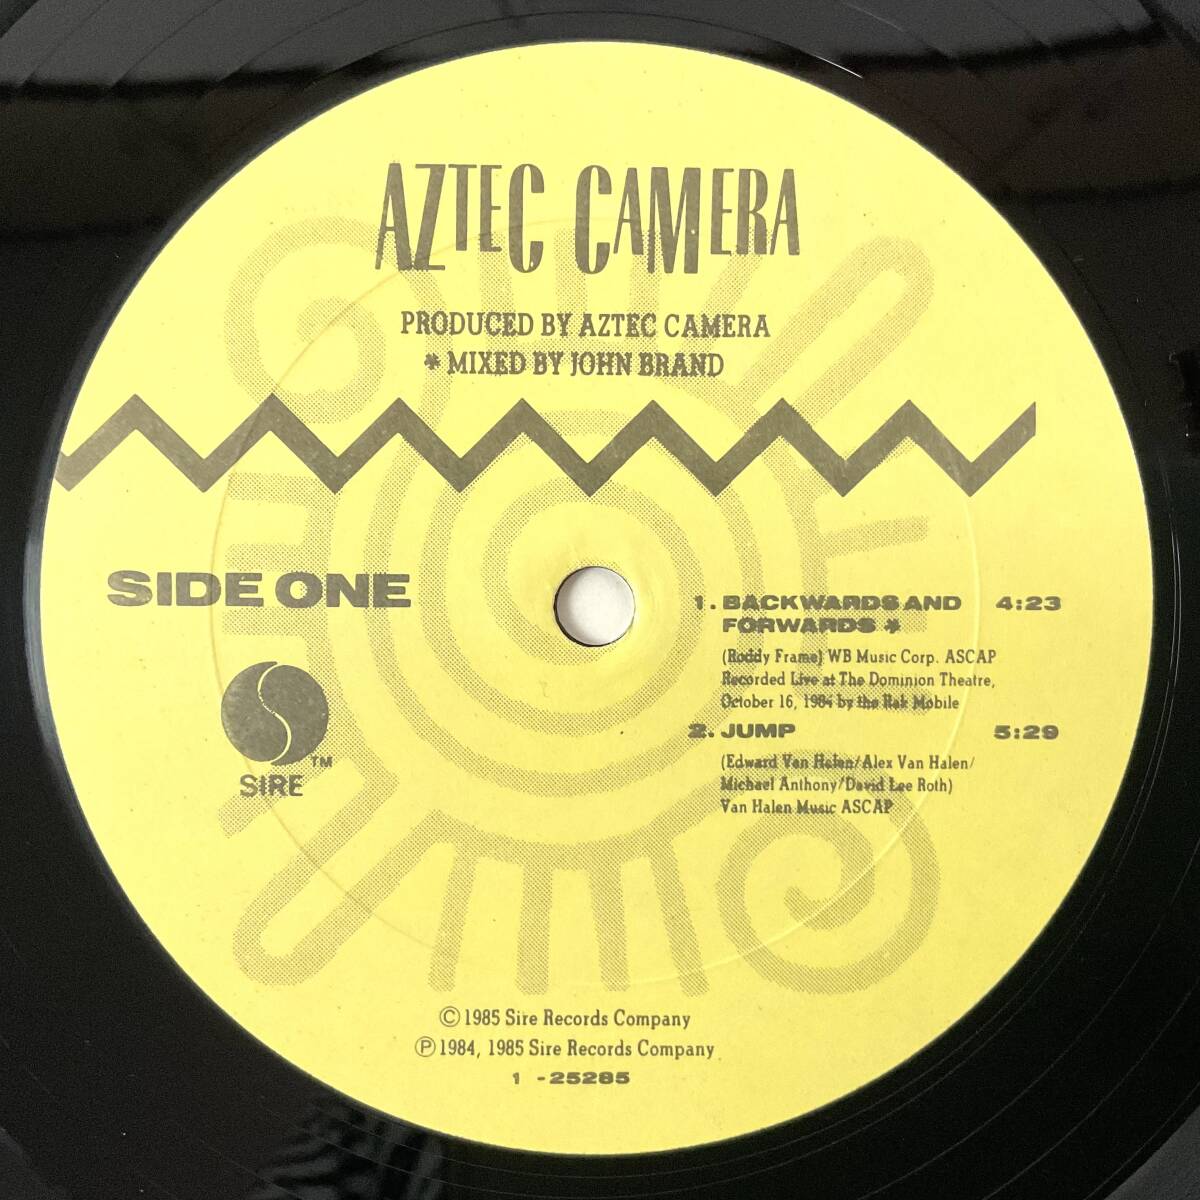 AZTEC CAMERA
PRODUCED BY AZTEC CAMERA
* MIXED BY JOHN BRAND
SIDE ONE
SIRE™
1. BACKWARDS AND 4:23
FORWARDS *
(Roddy Frame) WB Music Corp. ASCAP
Recorded Live at The Dominion Theatre,
October 16, 1984 by the Rak Mobile
2. JUMP 5:29
(Edward Van Halen/Alex Van Halen/
Michael Anthony/David Lee Roth)
Van Halen Music ASCAP
Ⓒ 1985 Sire Records Company
Ⓟ 1984, 1985 Sire Records Company
1 -25285